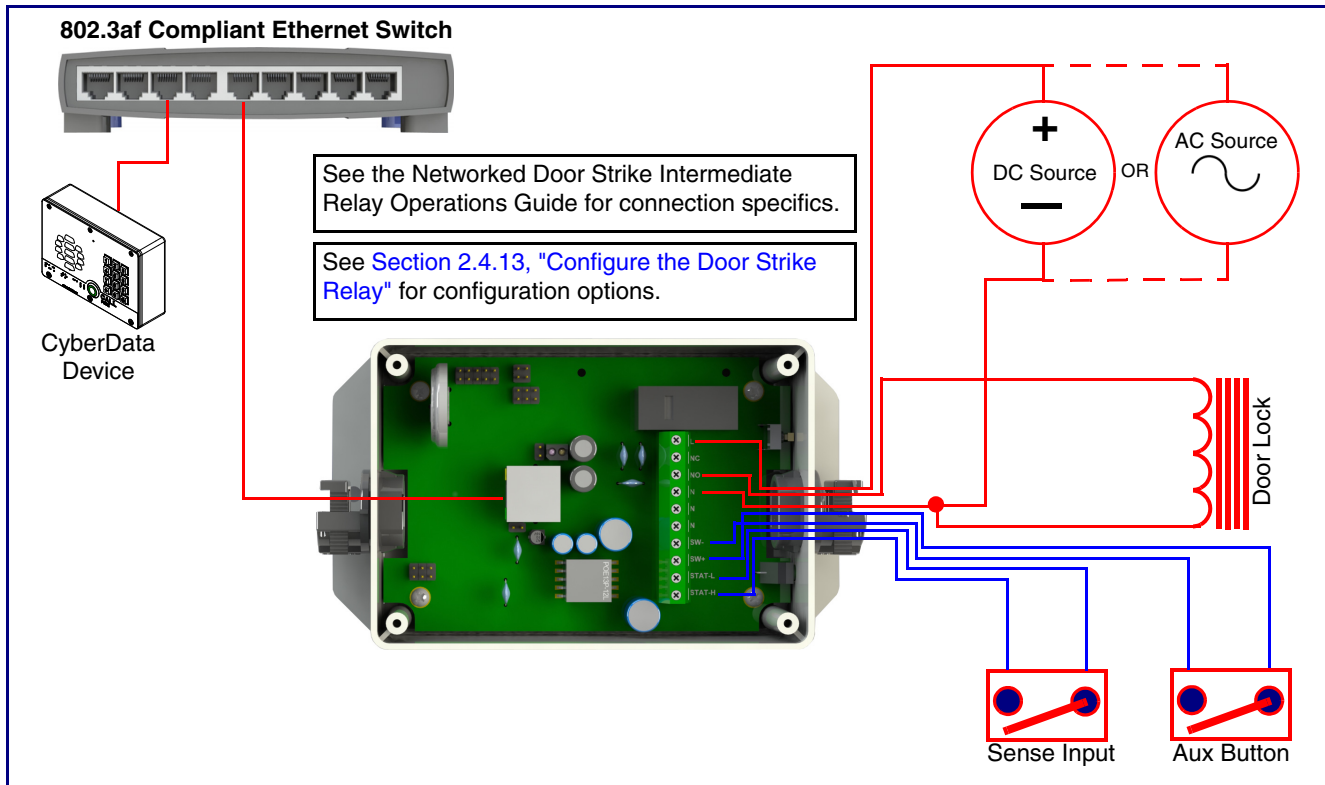 802.3af Compliant Ethernet Switch
See the Networked Door Strike Intermediate
Relay Operations Guide for connection specifics.
See Section 2.4.13, "Configure the Door Strike
Relay" for configuration options.
CyberData
Device
+
DC Source
—
OR
AC Source
Door Lock
L
NC
NO
N
N
N
SW-
SW+
STAT-L
STAT-H
Sense Input
Aux Button